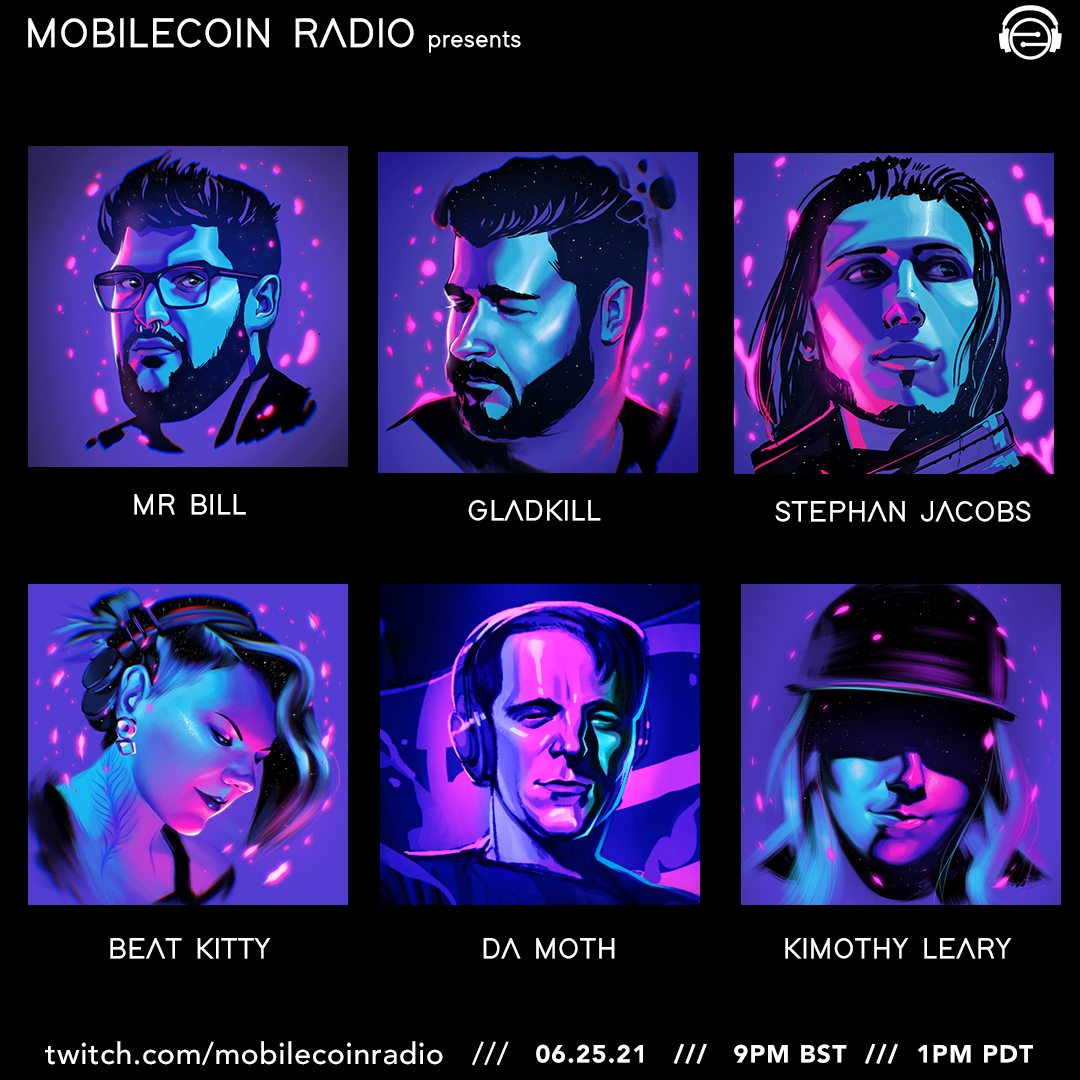 MOBILECOIN RADIO presents
MR BILL
GLADKILL
STEPHAN JACOBS
BEAT KITTY
DA MOTH
KIMOTHY LEARY
twitch.com/mobilecoinradio /// 06.25.21 /// 9PM BST /// 1PM PDT